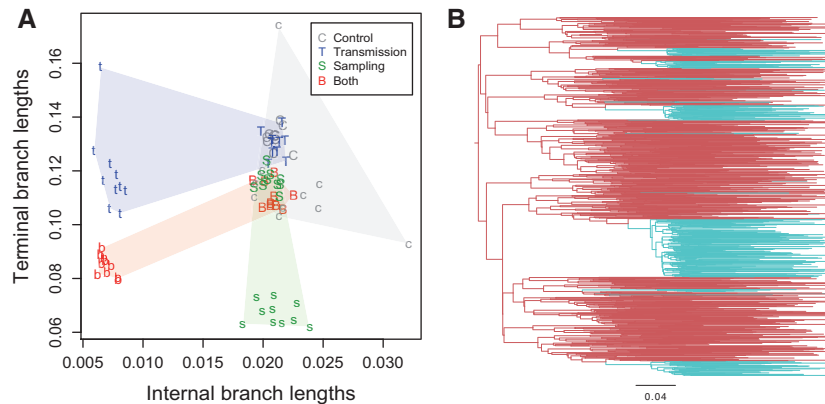 A
C Control
T Transmission
S Sampling
B Both
Terminal branch lengths
0.16
0.14
0.12
0.10
0.08
0.06
0.005
0.010
0.015
0.020
0.025
0.030
Internal branch lengths
B
0.04